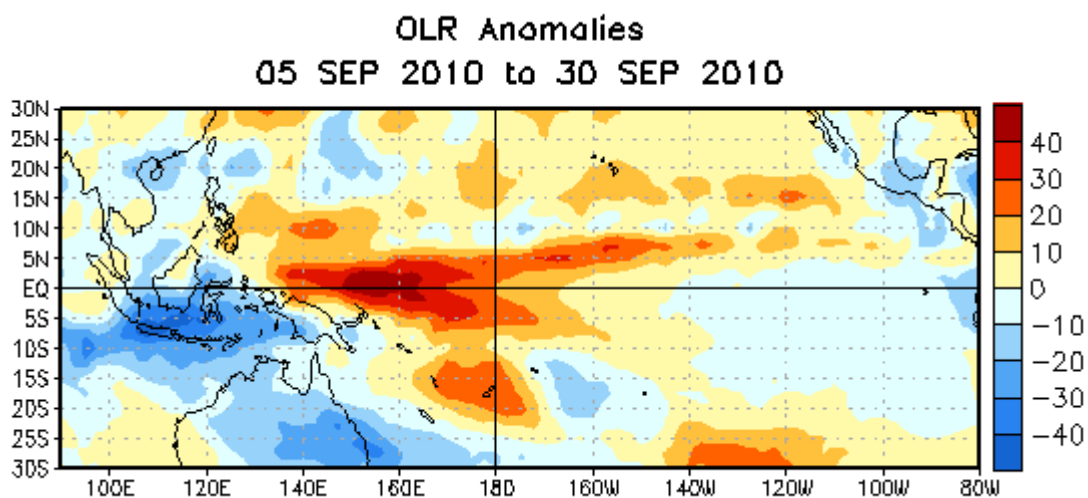 OLR Anomalies
05 SEP 2010 to 30 SEP 2010
30N
25N
20N
15N
10N
5N
EQ
5S
10S
15S
20S
25S
30S
100E 120E 140E 160E 180 160W 140W 120W 100W 80W
40
30
20
10
0
-10
-20
-30
-40